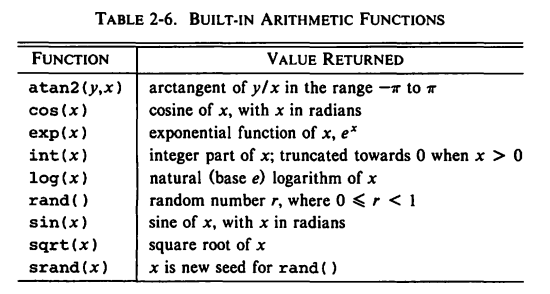 TABLE 2-6. BUILT-IN ARITHMETIC FUNCTIONS
FUNCTION VALUE RETURNED
atan2(y,x) arctangent of y/x in the range −π to π
cos(x) cosine of x, with x in radians
exp(x) exponential function of x, eˣ
int(x) integer part of x; truncated towards 0 when x > 0
log(x) natural (base e) logarithm of x
rand() random number r, where 0 ⩽ r < 1
sin(x) sine of x, with x in radians
sqrt(x) square root of x
srand(x) x is new seed for rand()